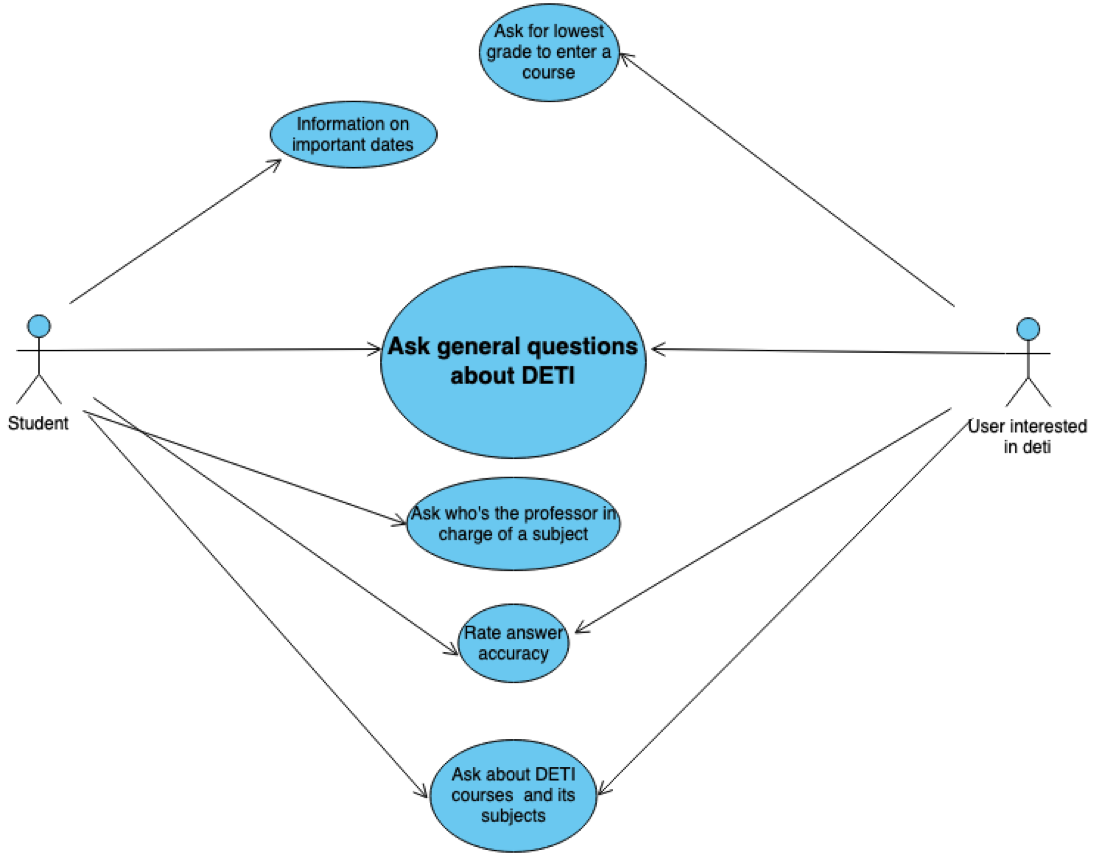 Ask for lowest
grade to enter a
course
Information on
important dates
Ask general questions
about DETI
Student
User interested
in deti
Ask who's the professor in
charge of a subject
Rate answer
accuracy
Ask about DETI
courses  and its
subjects